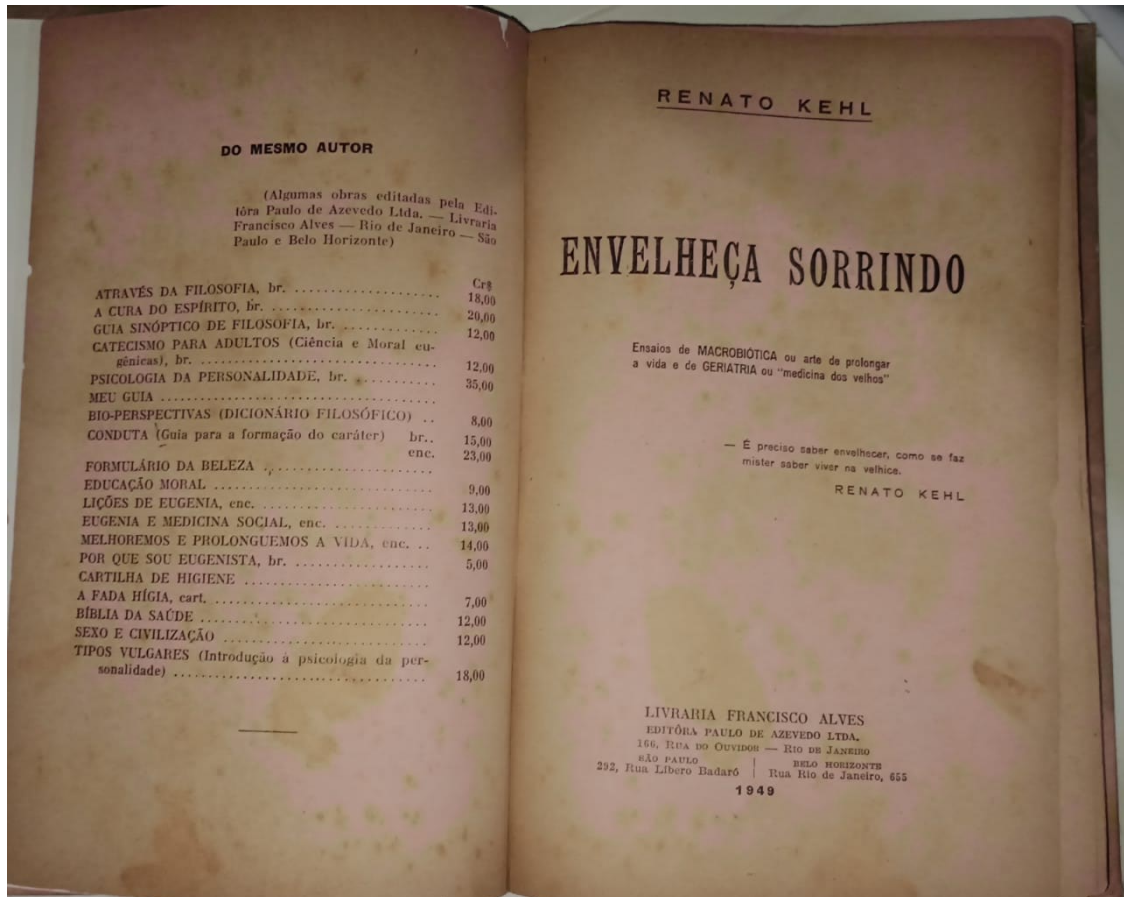 DO MESMO AUTOR
(Algumas obras editadas pela Edi-
tôra Paulo de Azevedo Ltda. — Livraria
Francisco Alves — Rio de Janeiro — São
Paulo e Belo Horizonte)
Cr$
ATRAVÉS DA FILOSOFIA, br. .................... 18,00
A CURA DO ESPÍRITO, br. ....................... 20,00
GUIA SINÓPTICO DE FILOSOFIA, br. ............. 12,00
CATECISMO PARA ADULTOS (Ciência e Moral eu-
gênicas), br. ................................. 12,00
PSICOLOGIA DA PERSONALIDADE, br. ........... 35,00
MEU GUIA ......................................
BIO-PERSPECTIVAS (DICIONÁRIO FILOSÓFICO) .. 8,00
CONDUTA (Guia para a formação do caráter) br.. 15,00
enc. 23,00
FORMULÁRIO DA BELEZA ........................
EDUCAÇÃO MORAL ............................... 9,00
LIÇÕES DE EUGENIA, enc. ........................ 13,00
EUGENIA E MEDICINA SOCIAL, enc. .............. 13,00
MELHOREMOS E PROLONGUEMOS A VIDA, enc. .. 14,00
POR QUE SOU EUGENISTA, br. .................... 5,00
CARTILHA DE HIGIENE ..........................
A FADA HÍGIA, cart. .............................. 7,00
BÍBLIA DA SAÚDE ................................ 12,00
SEXO E CIVILIZAÇÃO ............................ 12,00
TIPOS VULGARES (Introdução à psicologia da per-
sonalidade) .................................... 18,00
RENATO KEHL
ENVELHEÇA SORRINDO
Ensaios de MACROBIÓTICA ou arte de prolongar
a vida e de GERIATRIA ou "medicina dos velhos"
— É preciso saber envelhecer, como se faz
mister saber viver na velhice.
RENATO KEHL
LIVRARIA FRANCISCO ALVES
EDITÔRA PAULO DE AZEVEDO LTDA.
166, RUA DO OUVIDOR — RIO DE JANEIRO
SÃO PAULO | BELO HORIZONTE
292, Rua Líbero Badaró | Rua Rio de Janeiro, 655
1949